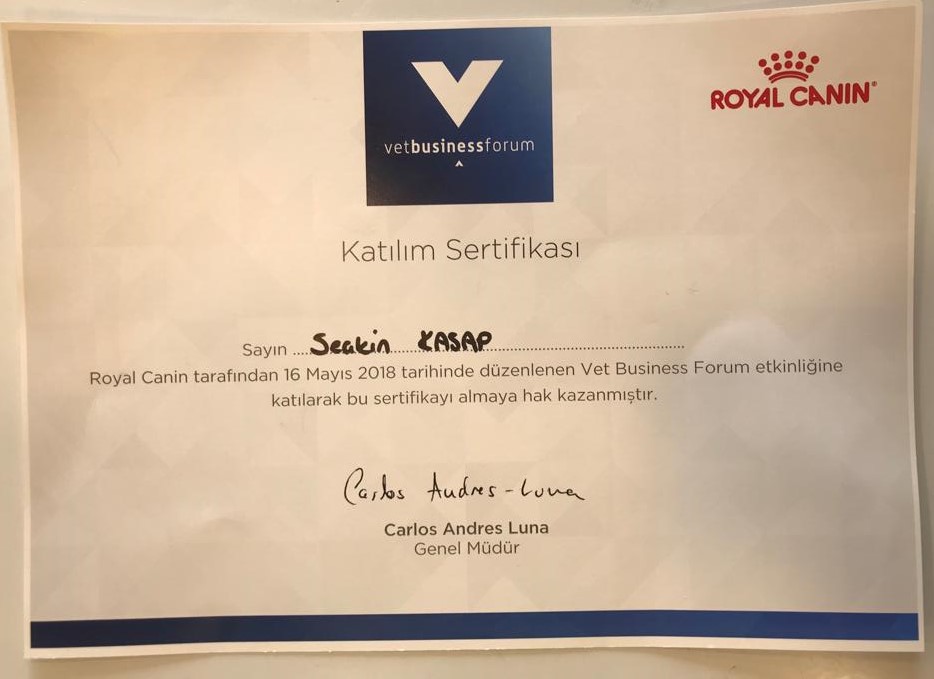 vetbusinessforum
ROYAL CANIN®
Katılım Sertifikası
Sayın ....Seakin KASAP....
Royal Canin tarafından 16 Mayıs 2018 tarihinde düzenlenen Vet Business Forum etkinliğine
katılarak bu sertifikayı almaya hak kazanmıştır.
Carlos Andres-Luna
Carlos Andres Luna
Genel Müdür